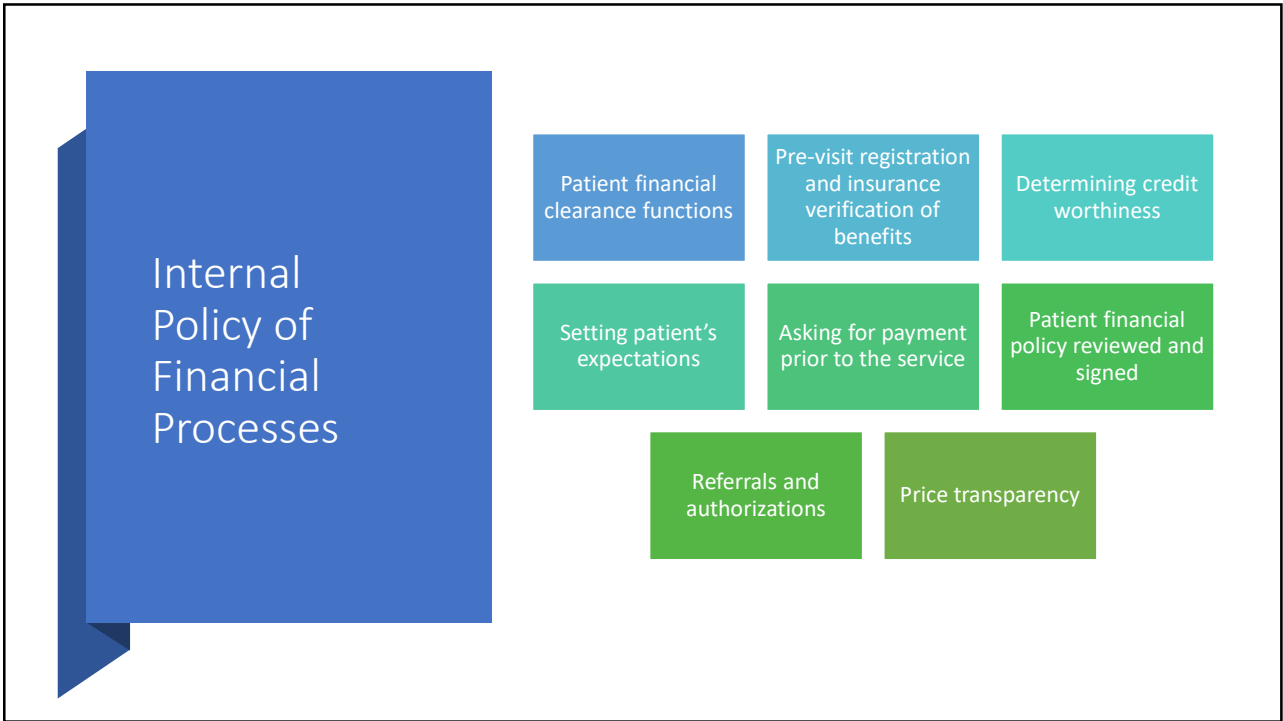 Internal
Policy of
Financial
Processes
Patient financial
clearance functions
Pre-visit registration
and insurance
verification of
benefits
Determining credit
worthiness
Setting patient’s
expectations
Asking for payment
prior to the service
Patient financial
policy reviewed and
signed
Referrals and
authorizations
Price transparency